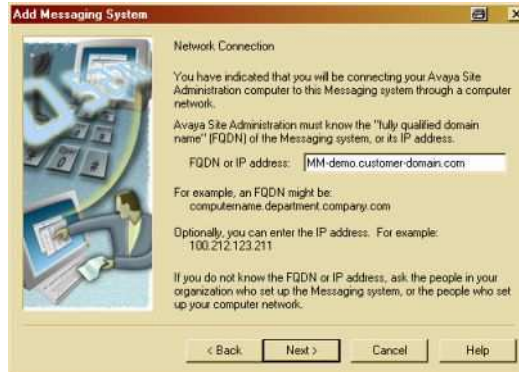 Add Messaging System
Network Connection
You have indicated that you will be connecting your Avaya Site
Administration computer to this Messaging system through a computer
network.
Avaya Site Administration must know the "fully qualified domain
name" (FQDN) of the Messaging system, or its IP address.
FQDN or IP address: MM-demo.customer-domain.com
For example, an FQDN might be:
computername.department.company.com
Optionally, you can enter the IP address. For example:
100.212.123.211
If you do not know the FQDN or IP address, ask the people in your
organization who set up the Messaging system, or the people who set
up your computer network.
< Back Next > Cancel Help